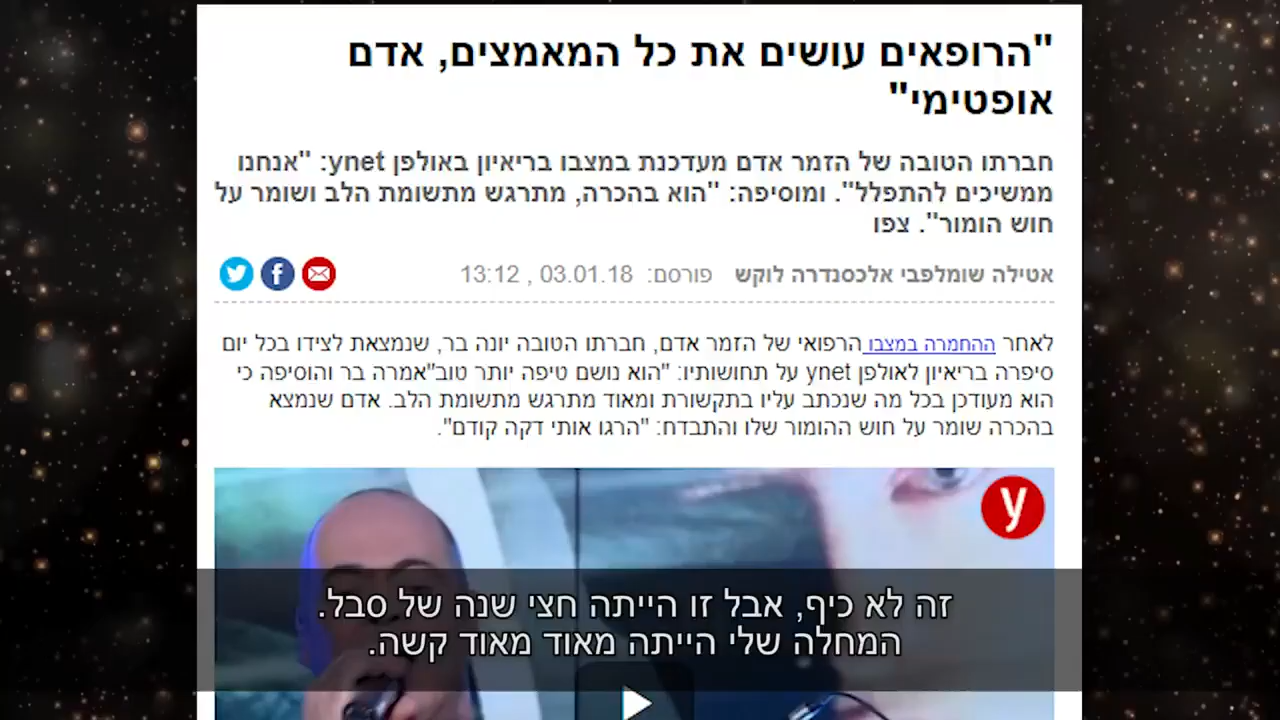 "הרופאים עושים את כל המאמצים, אדם
אופטימי"
חברתו הטובה של הזמר אדם מעדכנת במצבו בריאיון באולפן ynet: "אנחנו
ממשיכים להתפלל". ומוסיפה: "הוא בהכרה, מתרגש מתשומת הלב ושומר על
חוש הומור". צפו
אטילה שומלפבי אלכסנדרה לוקש פורסם: 03.01.18 , 13:12
לאחר ההחמרה במצבו הרפואי של הזמר אדם, חברתו הטובה יונה בר, שנמצאת לצידו בכל יום
סיפרה בריאיון לאולפן ynet על תחושותיו: "הוא נושם טיפה יותר טוב"אמרה בר והוסיפה כי
הוא מעודכן בכל מה שנכתב עליו בתקשורת ומאוד מתרגש מתשומת הלב. אדם שנמצא
בהכרה שומר על חוש ההומור שלו והתבדח: "הרגו אותי דקה קודם".
y
זה לא כיף, אבל זו הייתה חצי שנה של סבל.
המחלה שלי הייתה מאוד מאוד קשה.